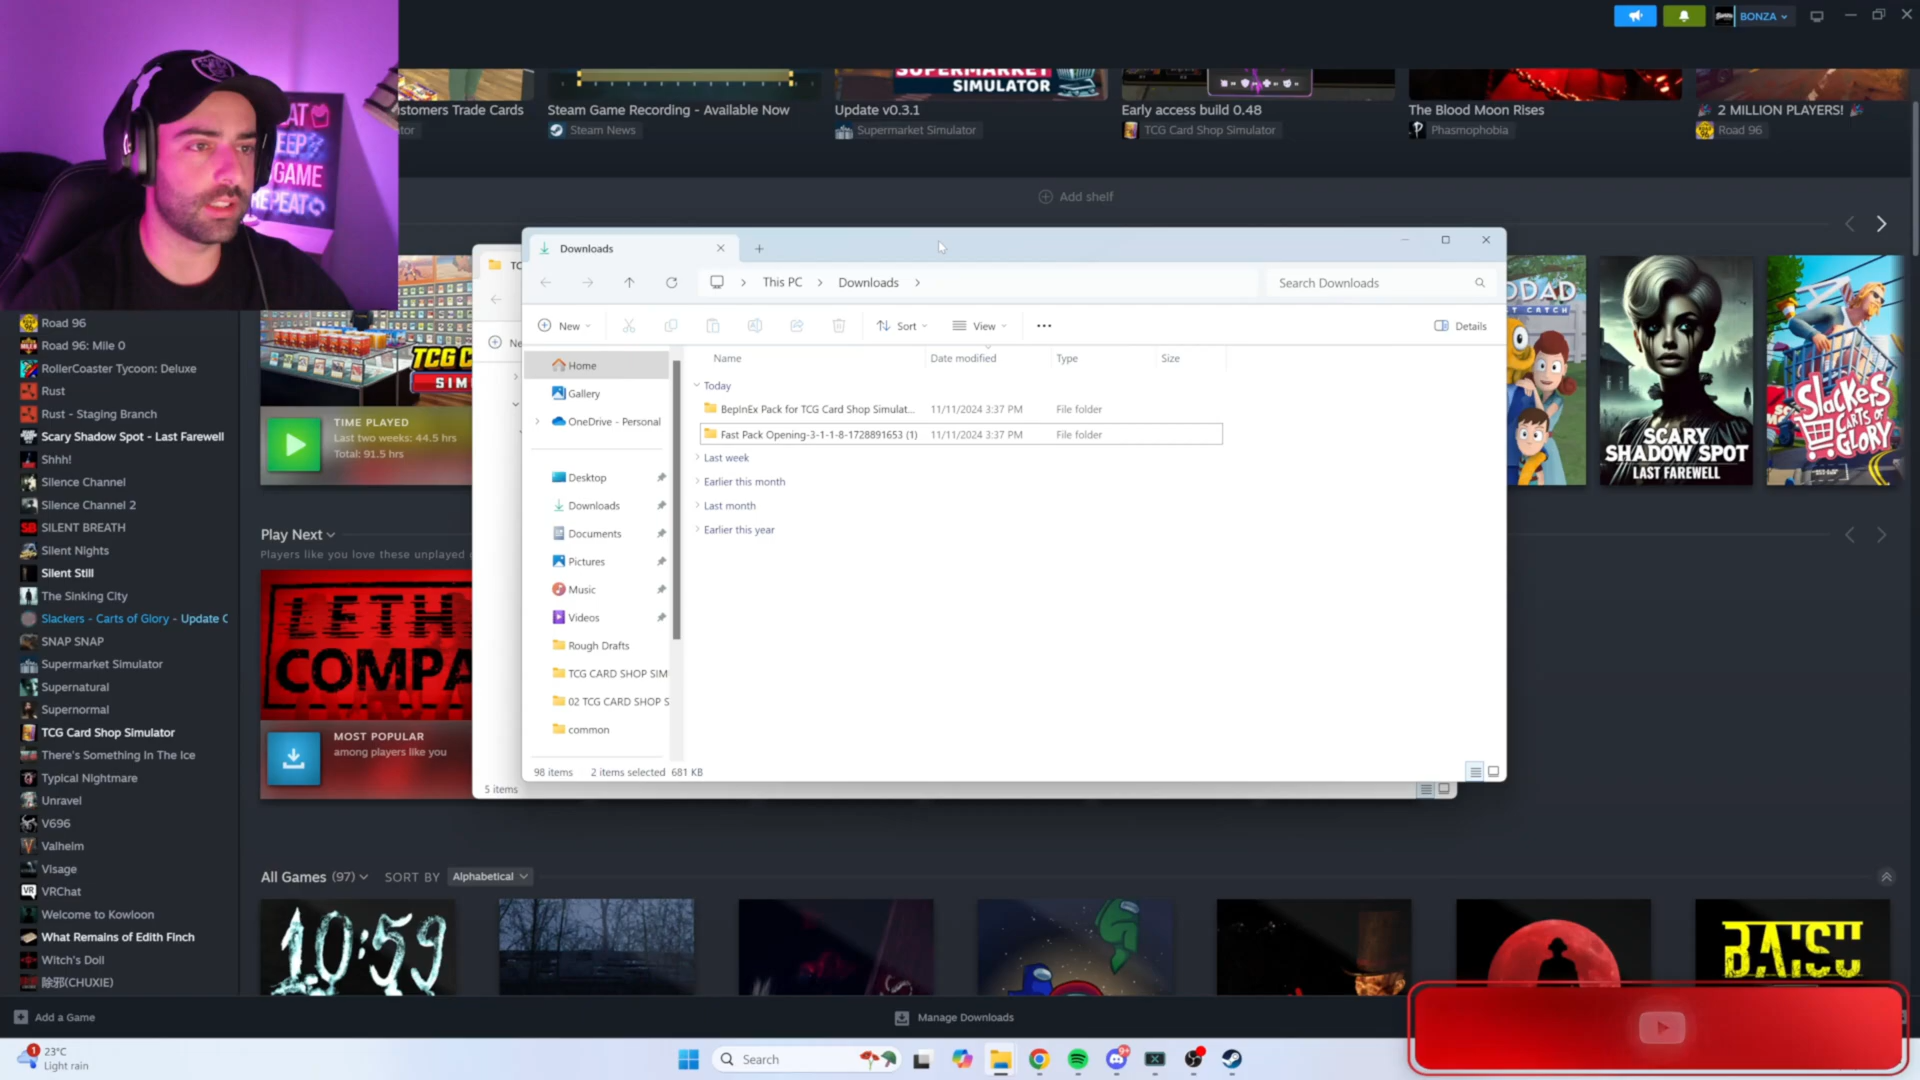 BONZA
SUPERMARKET
SIMULATOR
stomers Trade Cards
Steam Game Recording - Available Now
Steam News
Update v0.3.1
Supermarket Simulator
Early access build 0.48
TCG Card Shop Simulator
The Blood Moon Rises
Phasmophobia
2 MILLION PLAYERS!
Road 96
EAT
EEP
GAME
REPEAT
Add shelf
Downloads
This PC
Downloads
Search Downloads
New
Sort
View
Details
Home
Gallery
OneDrive - Personal
Desktop
Downloads
Documents
Pictures
Music
Videos
Rough Drafts
TCG CARD SHOP SIM
02 TCG CARD SHOP S
common
Name
Date modified
Type
Size
Today
BepInEx Pack for TCG Card Shop Simulat...
11/11/2024 3:37 PM
File folder
Fast Pack Opening-3-1-1-8-1728891653 (1)
11/11/2024 3:37 PM
File folder
Last week
Earlier this month
Last month
Earlier this year
98 items
2 items selected 681 KB
5 items
TC
Ne
Road 96
Road 96: Mile 0
RollerCoaster Tycoon: Deluxe
Rust
Rust - Staging Branch
Scary Shadow Spot - Last Farewell
Shhh!
Silence Channel
Silence Channel 2
SILENT BREATH
Silent Nights
Silent Still
The Sinking City
Slackers - Carts of Glory - Update C
SNAP SNAP
Supermarket Simulator
Supernatural
Supernormal
TCG Card Shop Simulator
There's Something In The Ice
Typical Nightmare
Unravel
V696
Valheim
Visage
VRChat
Welcome to Kowloon
What Remains of Edith Finch
Witch's Doll
除邪(CHUXIE)
TCG C
SIM
TIME PLAYED
Last two weeks: 44.5 hrs
Total: 91.5 hrs
Play Next
Players like you love these unplayed
LETH
COMPA
MOST POPULAR
among players like you
DAD
T CATCH
SCARY
SHADOW SPOT
LAST FAREWELL
SLACKERS
CARTS OF
GLORY
All Games (97)
SORT BY
Alphabetical
10:59
Add a Game
Manage Downloads
1
23°C
Light rain
Search